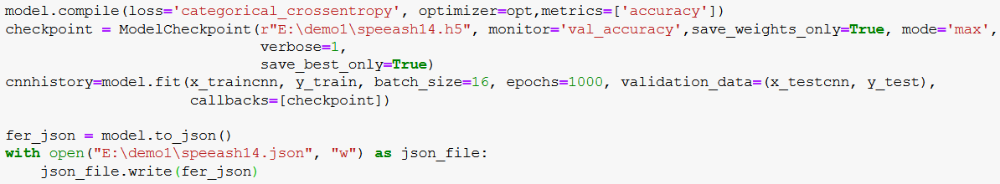 model.compile(loss='categorical_crossentropy', optimizer=opt,metrics=['accuracy'])
checkpoint = ModelCheckpoint(r"E:\demo1\speeash14.h5", monitor='val_accuracy',save_weights_only=True, mode='max',
                             verbose=1,
                             save_best_only=True)
cnnhistory=model.fit(x_traincnn, y_train, batch_size=16, epochs=1000, validation_data=(x_testcnn, y_test),
                     callbacks=[checkpoint])
fer_json = model.to_json()
with open("E:\demo1\speeash14.json", "w") as json_file:
    json_file.write(fer_json)